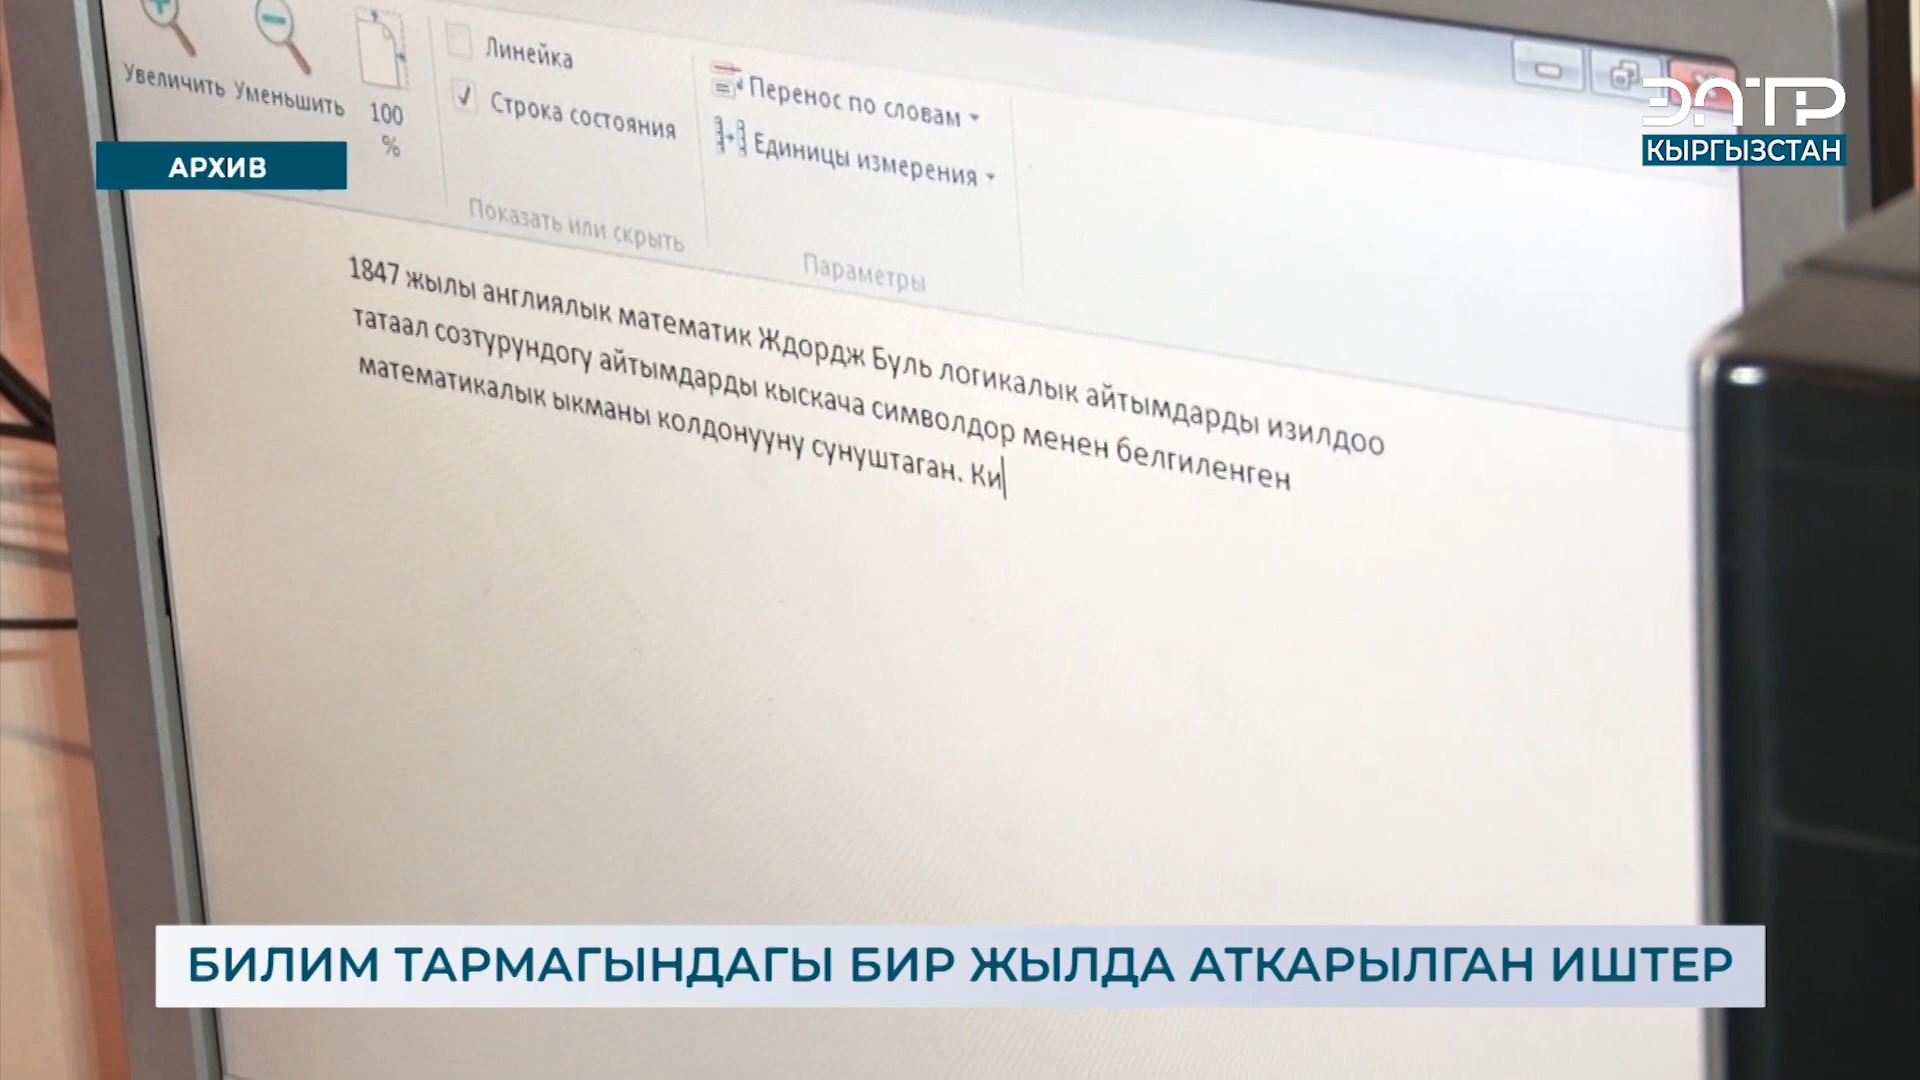 Увеличить Уменьшить 100 %
Линейка
Строка состояния
Показать или скрыть
Перенос по словам
Единицы измерения
Параметры
ЭЛТР
КЫРГЫЗСТАН
АРХИВ
1847 жылы англиялык математик Ждордж Буль логикалык айтымдарды изилдоо
татаал созтурундогу айтымдарды кыскача символдор менен белгиленген
математикалык ыкманы колдонууну сунуштаган. Ки
БИЛИМ ТАРМАГЫНДАГЫ БИР ЖЫЛДА АТКАРЫЛГАН ИШТЕР